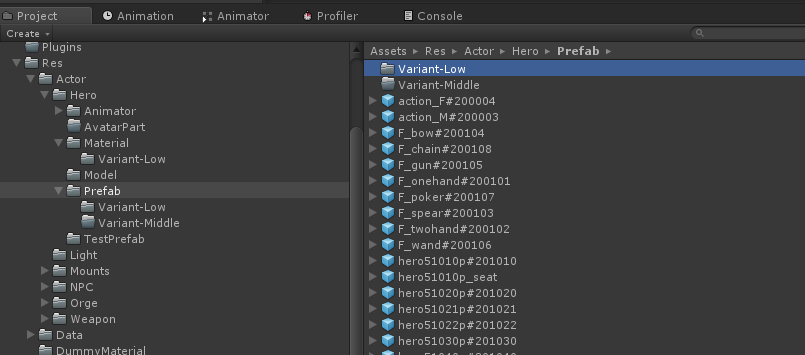 Project Animation Animator Profiler Console
Create
Plugins
Res
Actor
Hero
Animator
AvatarPart
Material
Variant-Low
Model
Prefab
Variant-Low
Variant-Middle
TestPrefab
Light
Mounts
NPC
Orge
Weapon
Data
DummyMaterial
Assets ▸ Res ▸ Actor ▸ Hero ▸ Prefab ▸
Variant-Low
Variant-Middle
action_F#200004
action_M#200003
F_bow#200104
F_chain#200108
F_gun#200105
F_onehand#200101
F_poker#200107
F_spear#200103
F_twohand#200102
F_wand#200106
hero51010p#201010
hero51010p_seat
hero51020p#201020
hero51021p#201021
hero51022p#201022
hero51030p#201030